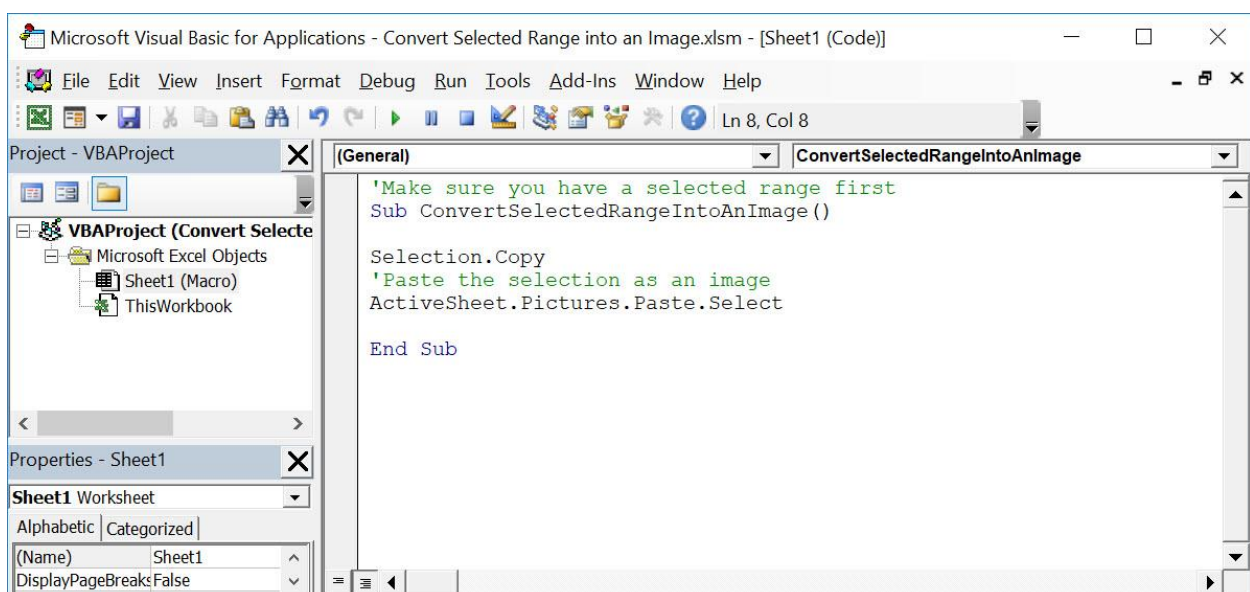 Microsoft Visual Basic for Applications - Convert Selected Range into an Image.xlsm - [Sheet1 (Code)]
File Edit View Insert Format Debug Run Tools Add-Ins Window Help
Ln 8, Col 8
Project - VBAProject
(General)
ConvertSelectedRangeIntoAnImage
VBAProject (Convert Selecte
Microsoft Excel Objects
Sheet1 (Macro)
ThisWorkbook
'Make sure you have a selected range first
Sub ConvertSelectedRangeIntoAnImage()
Selection.Copy
'Paste the selection as an image
ActiveSheet.Pictures.Paste.Select
End Sub
Properties - Sheet1
Sheet1 Worksheet
Alphabetic Categorized
(Name) Sheet1
DisplayPageBreaks False